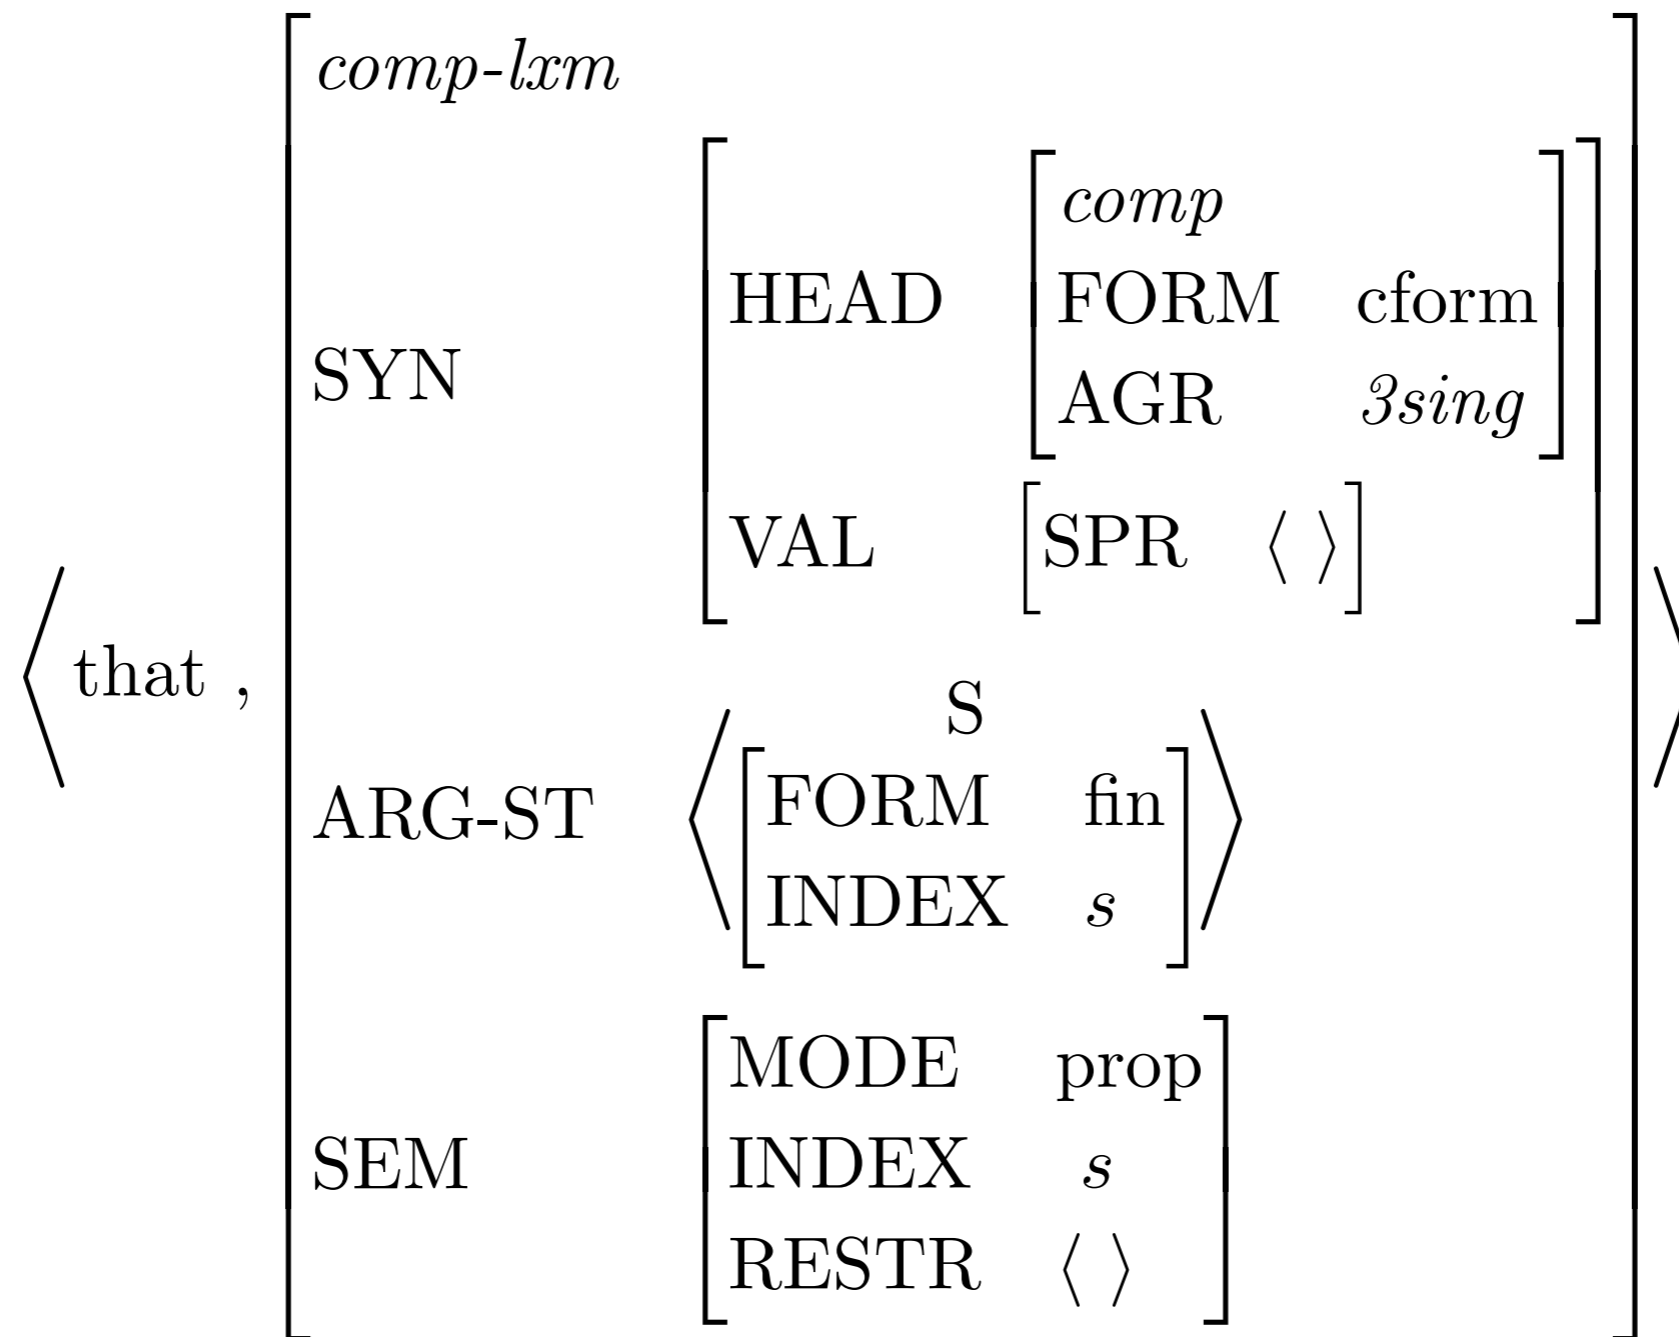 comp-lxm
comp
HEAD FORM cform
SYN AGR 3sing
VAL [SPR ⟨ ⟩]
⟨that ,
S
ARG-ST ⟨[FORM fin
INDEX s]⟩
MODE prop
SEM INDEX s
RESTR ⟨ ⟩